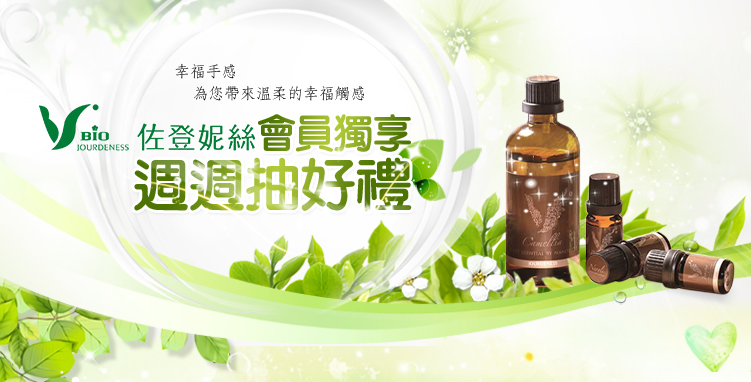 幸福手感
為您帶來溫柔的幸福觸感
BIO
JOURDENESS
佐登妮絲會員獨享
週週抽好禮
Camellia